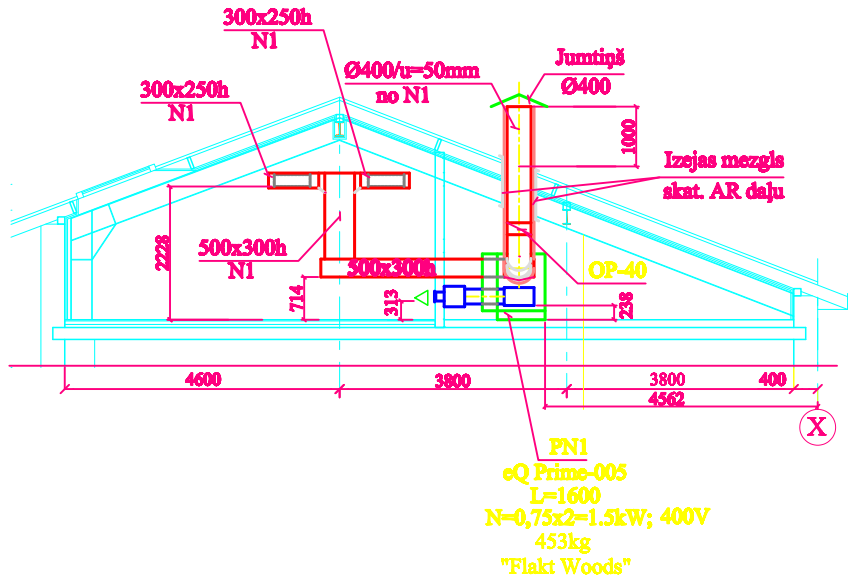 300x250h
N1
300x250h
N1
Ø400/u=50mm
no N1
Jumtiņš
Ø400
1000
Izejas mezgls
skat. AR daļu
2228
500x300h
N1
500x300h
QP-40
714
313
238
4600
3800
3800
400
4562
X
PN1
eQ Prime-005
L=1600
N=0,75x2=1.5kW; 400V
453kg
"Flakt Woods"